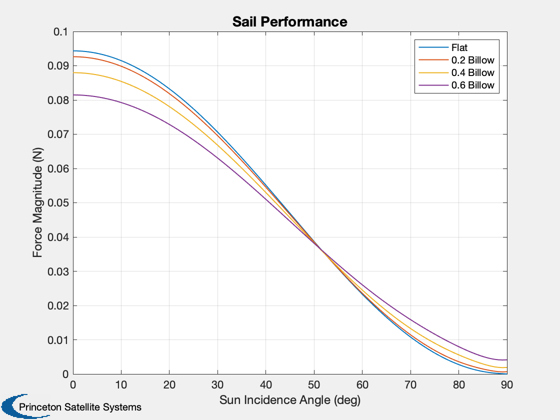 Sail Performance
0.1
0.09
0.08
0.07
0.06
0.05
0.04
0.03
0.02
0.01
0
Force Magnitude (N)
Flat
0.2 Billow
0.4 Billow
0.6 Billow
0 10 20 30 40 50 60 70 80 90
Sun Incidence Angle (deg)
Princeton Satellite Systems